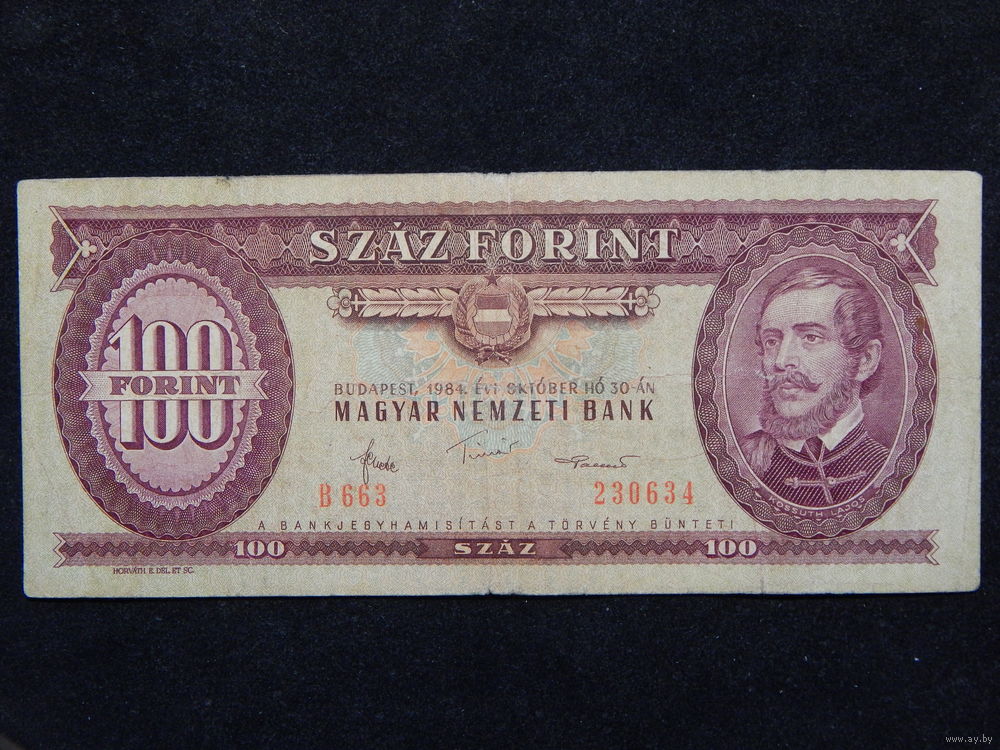 SZÁZ FORINT
100
FORINT
BUDAPEST, 1984. ÉVI OKTÓBER HÓ 30-ÁN
MAGYAR NEMZETI BANK
B 663
230634
KOSSUTH LAJOS
A BANKJEGYHAMISÍTÁST A TÖRVÉNY BÜNTETI
100 SZÁZ 100
HORVÁTH E. DEL. ET SC.
www.ay.by